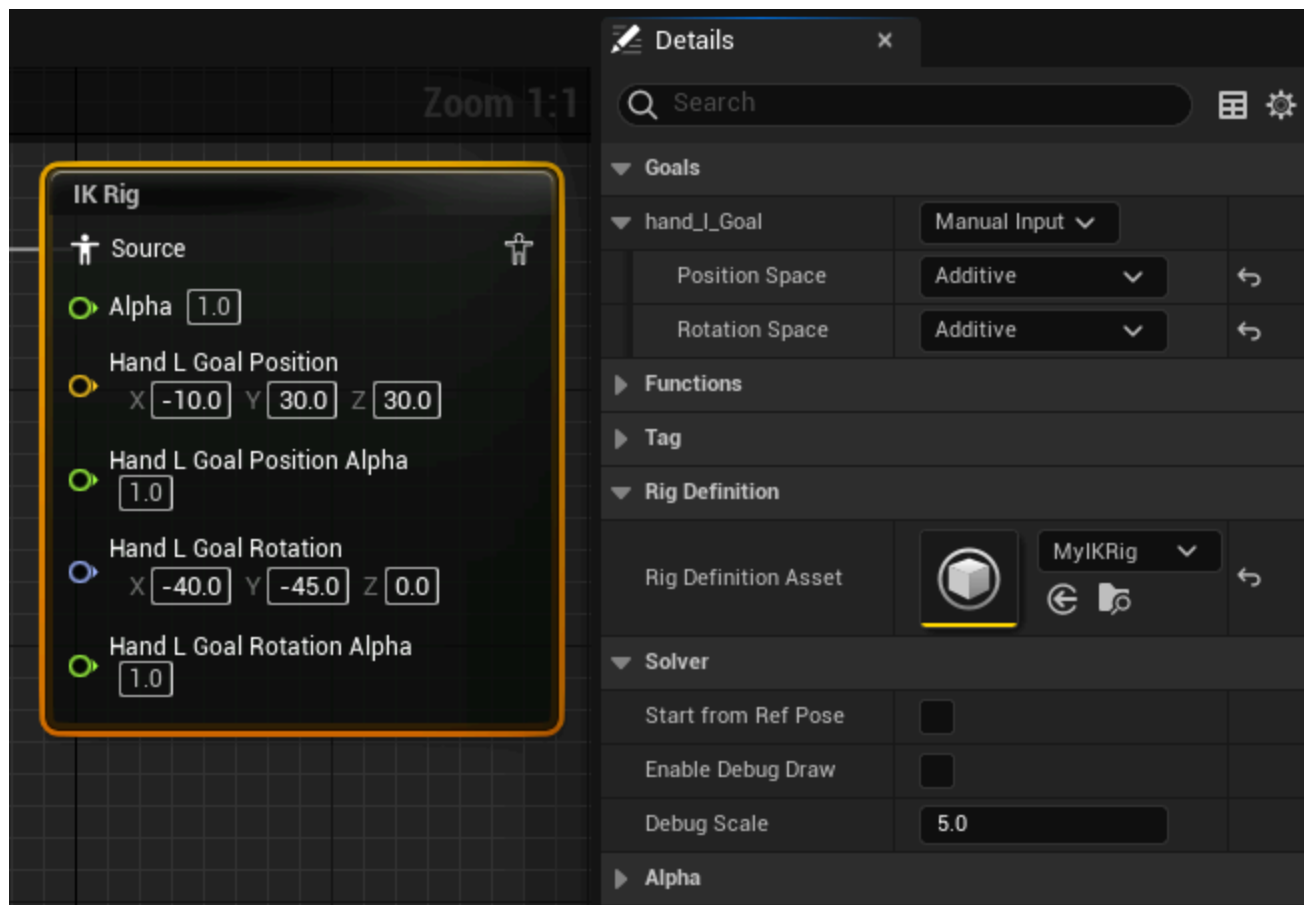 Zoom 1:1
IK Rig
Source
Alpha 1.0
Hand L Goal Position
X -10.0 Y 30.0 Z 30.0
Hand L Goal Position Alpha
1.0
Hand L Goal Rotation
X -40.0 Y -45.0 Z 0.0
Hand L Goal Rotation Alpha
1.0
Details
Search
Goals
hand_l_Goal Manual Input
Position Space Additive
Rotation Space Additive
Functions
Tag
Rig Definition
Rig Definition Asset MyIKRig
Solver
Start from Ref Pose
Enable Debug Draw
Debug Scale 5.0
Alpha